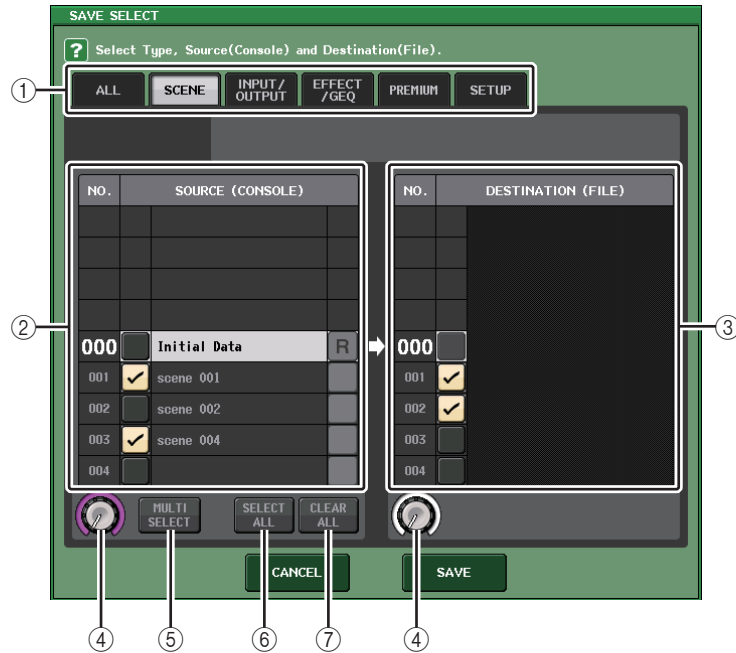 SAVE SELECT
? Select Type, Source(Console) and Destination(File).
① ALL SCENE INPUT/ OUTPUT EFFECT /GEQ PREMIUM SETUP
NO. SOURCE (CONSOLE) NO. DESTINATION (FILE)
② ③
000 Initial Data R 000
001 scene 001 001
002 scene 002 002
003 scene 004 003
004 004
MULTI SELECT SELECT ALL CLEAR ALL
CANCEL SAVE
④ ⑤ ⑥ ⑦ ④